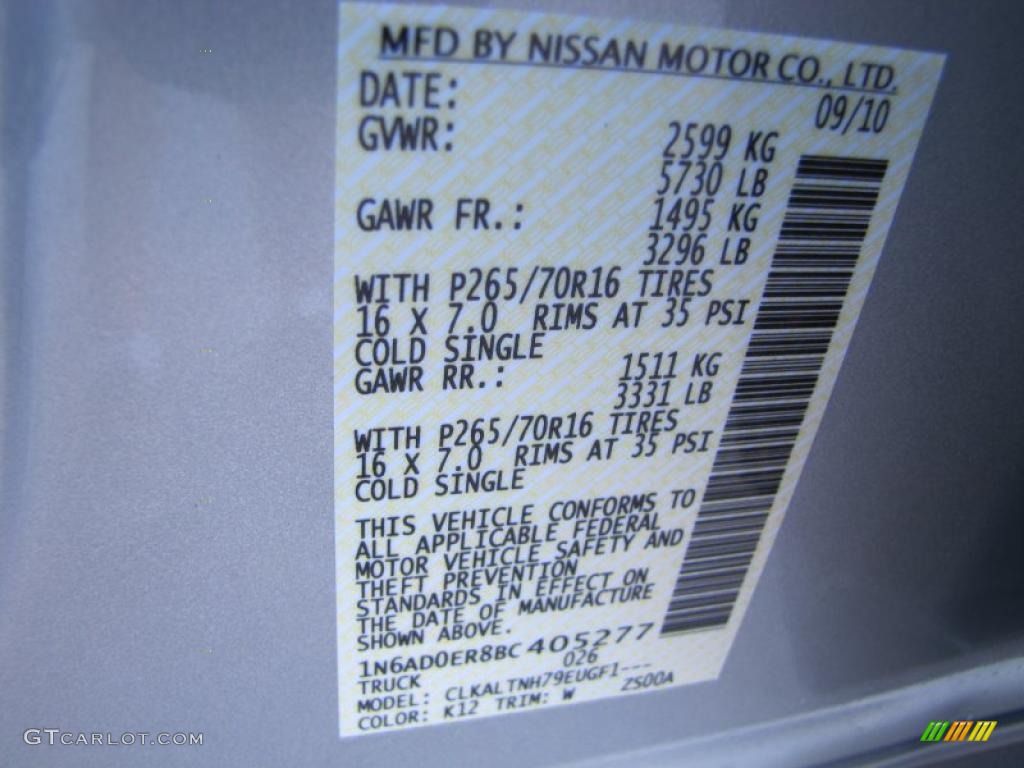 MFD BY NISSAN MOTOR CO., LTD.
DATE: 09/10
GVWR: 2599 KG
5730 LB
GAWR FR.: 1495 KG
3296 LB
WITH P265/70R16 TIRES
16 X 7.0 RIMS AT 35 PSI
COLD SINGLE
GAWR RR.: 1511 KG
3331 LB
WITH P265/70R16 TIRES
16 X 7.0 RIMS AT 35 PSI
COLD SINGLE
THIS VEHICLE CONFORMS TO
ALL APPLICABLE FEDERAL
MOTOR VEHICLE SAFETY AND
THEFT PREVENTION
STANDARDS IN EFFECT ON
THE DATE OF MANUFACTURE
SHOWN ABOVE.
1N6AD0ER8BC405277
TRUCK 026
MODEL: CLKALTNH79EUGF1---
COLOR: K12 TRIM: W ZS00A
GTCARLOT.COM